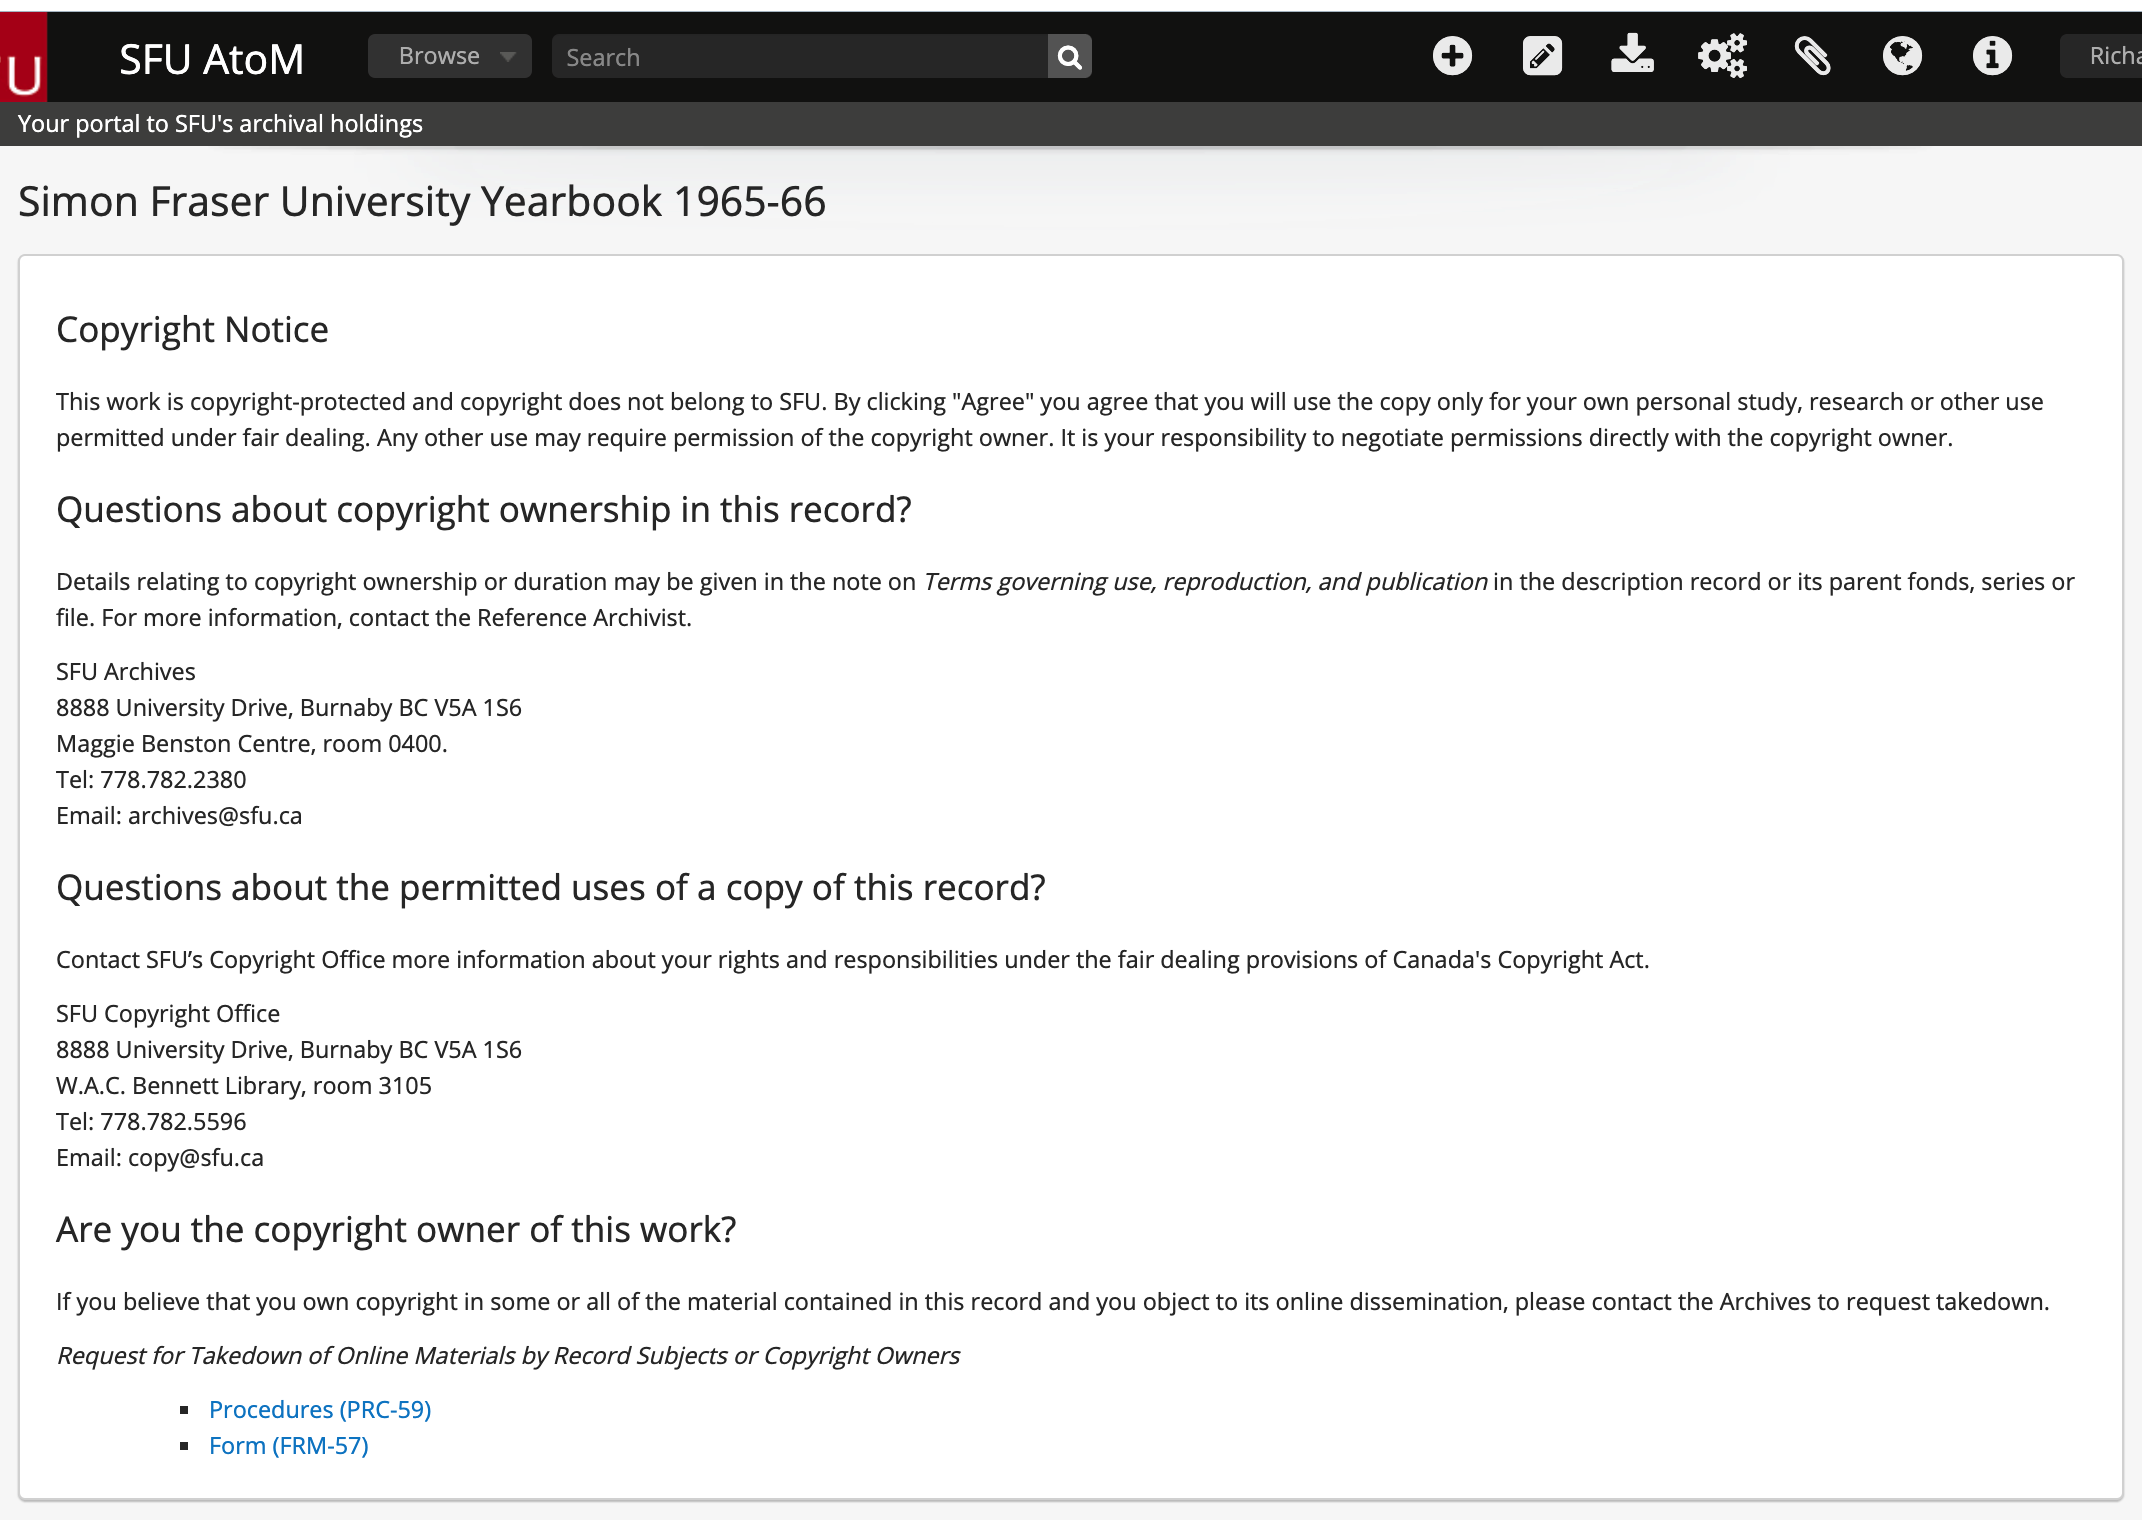 U
SFU AtoM
Browse
Search
Richa
Your portal to SFU's archival holdings
Simon Fraser University Yearbook 1965-66
Copyright Notice
This work is copyright-protected and copyright does not belong to SFU. By clicking "Agree" you agree that you will use the copy only for your own personal study, research or other use
permitted under fair dealing. Any other use may require permission of the copyright owner. It is your responsibility to negotiate permissions directly with the copyright owner.
Questions about copyright ownership in this record?
Details relating to copyright ownership or duration may be given in the note on Terms governing use, reproduction, and publication in the description record or its parent fonds, series or
file. For more information, contact the Reference Archivist.
SFU Archives
8888 University Drive, Burnaby BC V5A 1S6
Maggie Benston Centre, room 0400.
Tel: 778.782.2380
Email: archives@sfu.ca
Questions about the permitted uses of a copy of this record?
Contact SFU’s Copyright Office more information about your rights and responsibilities under the fair dealing provisions of Canada's Copyright Act.
SFU Copyright Office
8888 University Drive, Burnaby BC V5A 1S6
W.A.C. Bennett Library, room 3105
Tel: 778.782.5596
Email: copy@sfu.ca
Are you the copyright owner of this work?
If you believe that you own copyright in some or all of the material contained in this record and you object to its online dissemination, please contact the Archives to request takedown.
Request for Takedown of Online Materials by Record Subjects or Copyright Owners
Procedures (PRC-59)
Form (FRM-57)